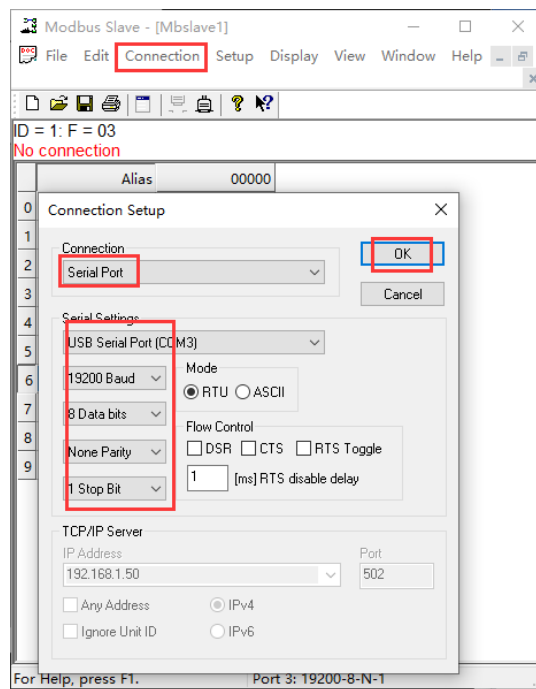 Modbus Slave - [Mbslave1]
File Edit Connection Setup Display View Window Help
ID = 1: F = 03
No connection
Alias 00000
0
1
2
3
4
5
6
7
8
9
Connection Setup
Connection
Serial Port
OK
Cancel
Serial Settings
USB Serial Port (COM3)
19200 Baud
Mode
RTU ASCII
8 Data bits
Flow Control
DSR CTS RTS Toggle
None Parity
1 [ms] RTS disable delay
1 Stop Bit
TCP/IP Server
IP Address Port
192.168.1.50 502
Any Address IPv4
Ignore Unit ID IPv6
For Help, press F1. Port 3: 19200-8-N-1